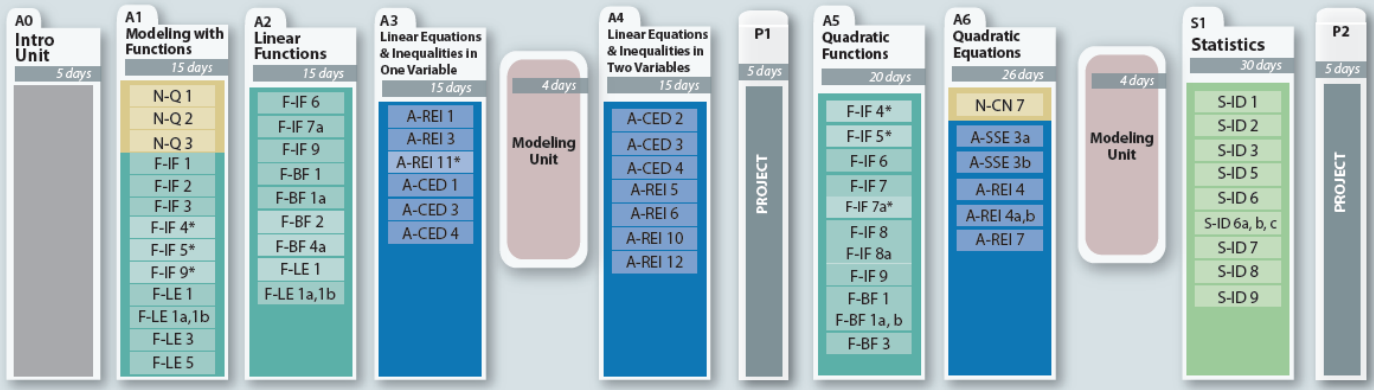 A0
Intro
Unit
5 days
A1
Modeling with
Functions
15 days
N-Q 1
N-Q 2
N-Q 3
F-IF 1
F-IF 2
F-IF 3
F-IF 4*
F-IF 5*
F-IF 9*
F-LE 1
F-LE 1a,1b
F-LE 3
F-LE 5
A2
Linear
Functions
15 days
F-IF 6
F-IF 7a
F-IF 9
F-BF 1
F-BF 1a
F-BF 2
F-BF 4a
F-LE 1
F-LE 1a,1b
A3
Linear Equations
& Inequalities in
One Variable
15 days
A-REI 1
A-REI 3
A-REI 11*
A-CED 1
A-CED 3
A-CED 4
4 days
Modeling
Unit
A4
Linear Equations
& Inequalities in
Two Variables
15 days
A-CED 2
A-CED 3
A-CED 4
A-REI 5
A-REI 6
A-REI 10
A-REI 12
P1
5 days
PROJECT
A5
Quadratic
Functions
20 days
F-IF 4*
F-IF 5*
F-IF 6
F-IF 7
F-IF 7a*
F-IF 8
F-IF 8a
F-IF 9
F-BF 1
F-BF 1a, b
F-BF 3
A6
Quadratic
Equations
26 days
N-CN 7
A-SSE 3a
A-SSE 3b
A-REI 4
A-REI 4a,b
A-REI 7
4 days
Modeling
Unit
S1
Statistics
30 days
S-ID 1
S-ID 2
S-ID 3
S-ID 5
S-ID 6
S-ID 6a, b, c
S-ID 7
S-ID 8
S-ID 9
P2
5 days
PROJECT